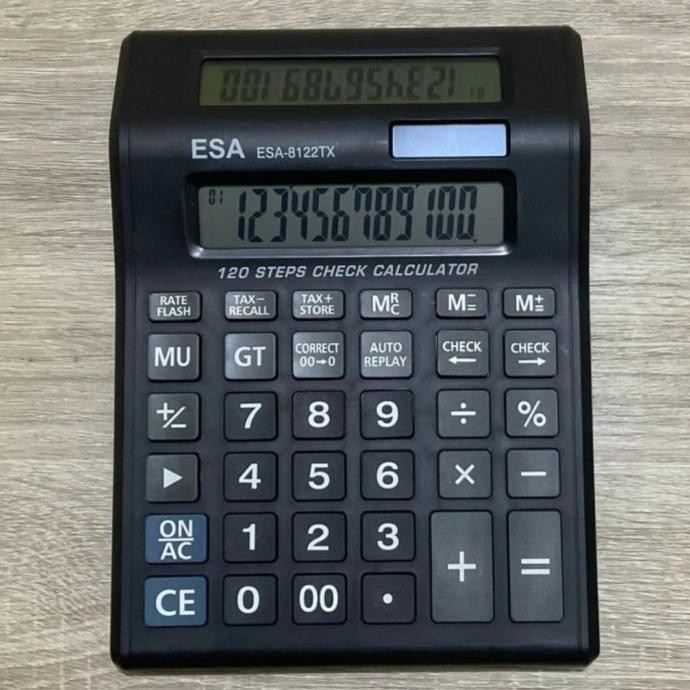 ESA ESA-8122TX
01 123456789100.
120 STEPS CHECK CALCULATOR
RATE FLASH TAX− RECALL TAX+ STORE MRC M−= M+=
MU GT CORRECT 00→0 AUTO REPLAY CHECK ← CHECK →
+/− 7 8 9 ÷ %
▶ 4 5 6 × −
ON/AC 1 2 3 + =
CE 0 00 •